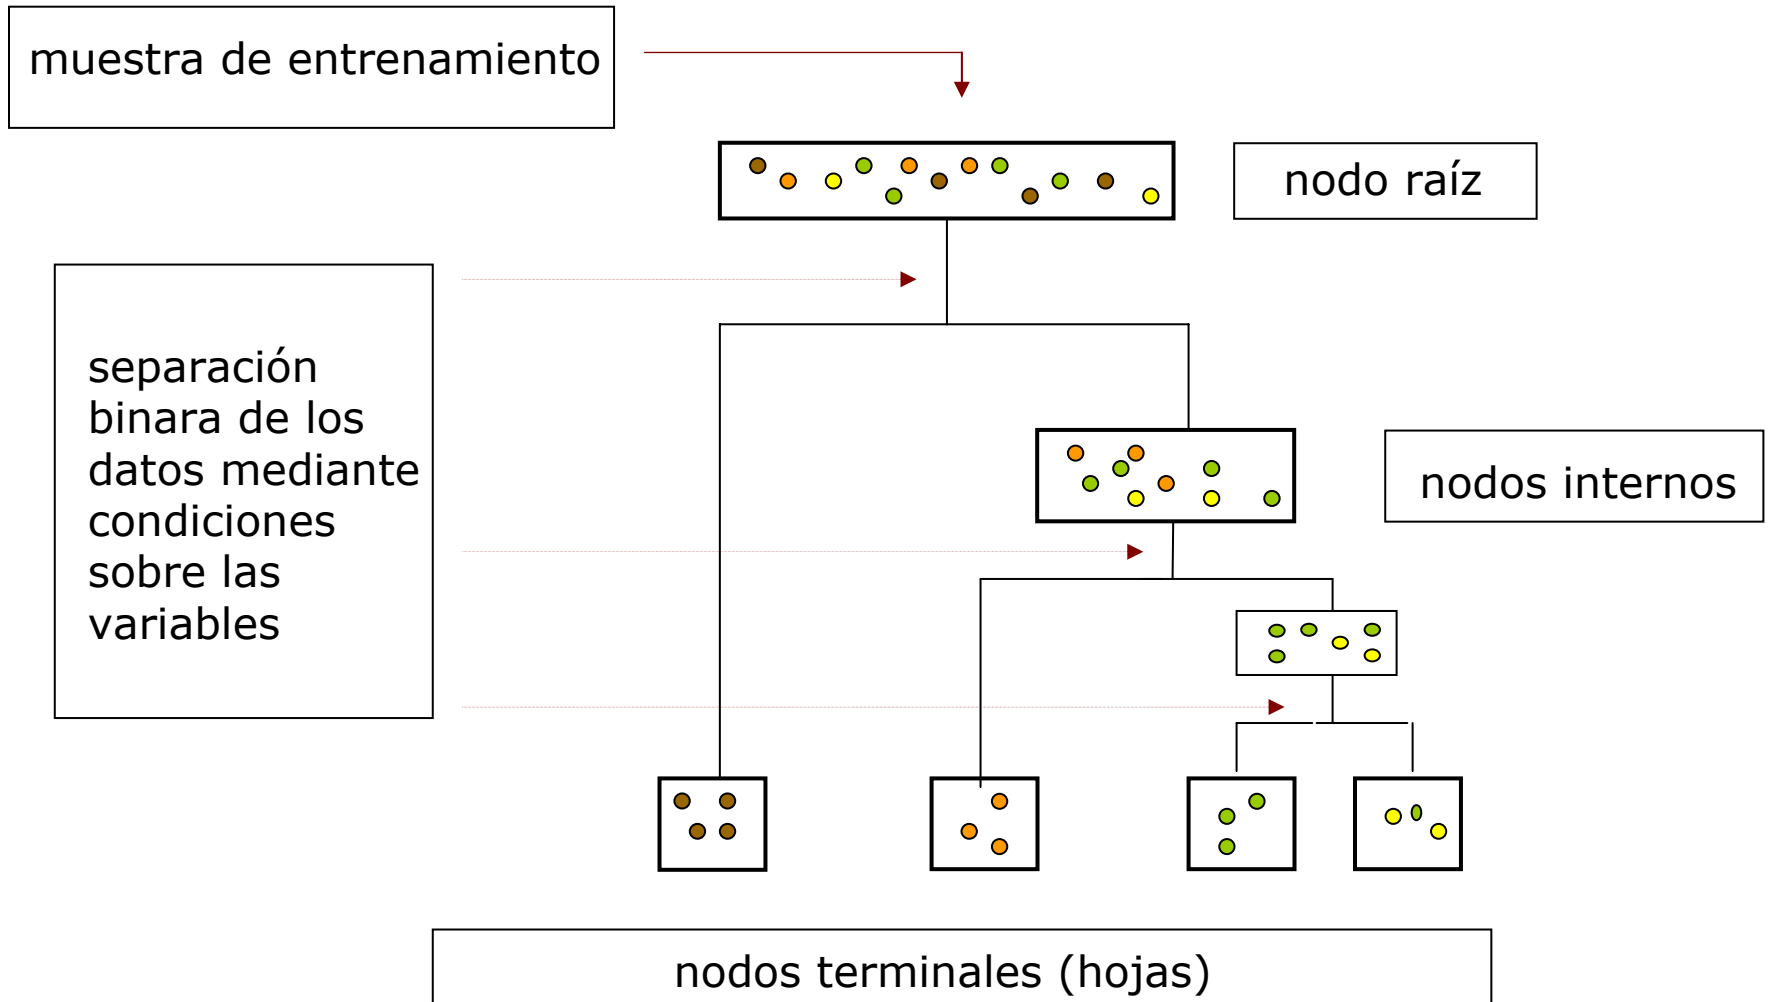 muestra de entrenamiento
nodo raíz
separación
binara de los
datos mediante
condiciones
sobre las
variables
nodos internos
nodos terminales (hojas)